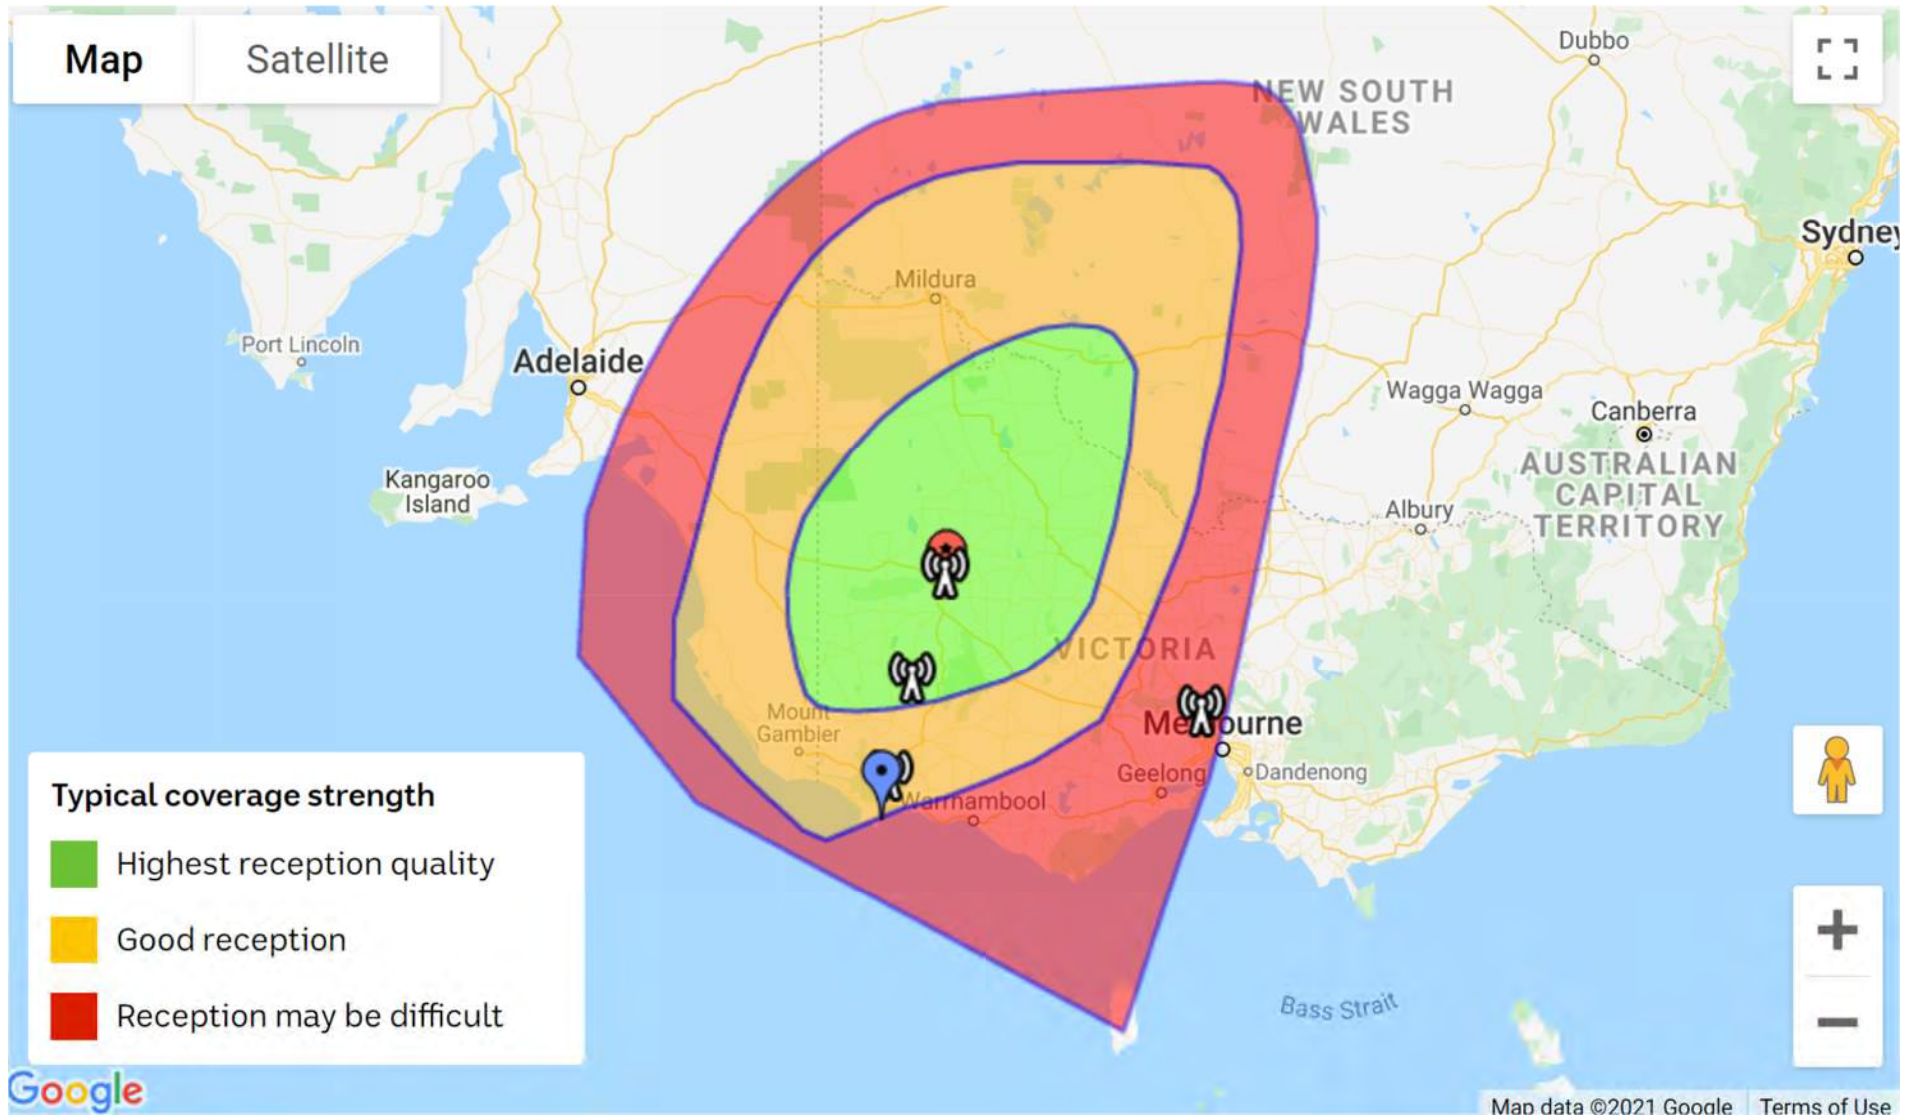 Map
Satellite
Dubbo
NEW SOUTH
WALES
Sydney
Mildura
Port Lincoln
Adelaide
Wagga Wagga
Canberra
AUSTRALIAN
CAPITAL
TERRITORY
Kangaroo
Island
Albury
VICTORIA
Mount
Gambier
Melbourne
Geelong
Dandenong
Warrnambool
Typical coverage strength
Highest reception quality
Good reception
Reception may be difficult
Bass Strait
Google
Map data ©2021 Google
Terms of Use